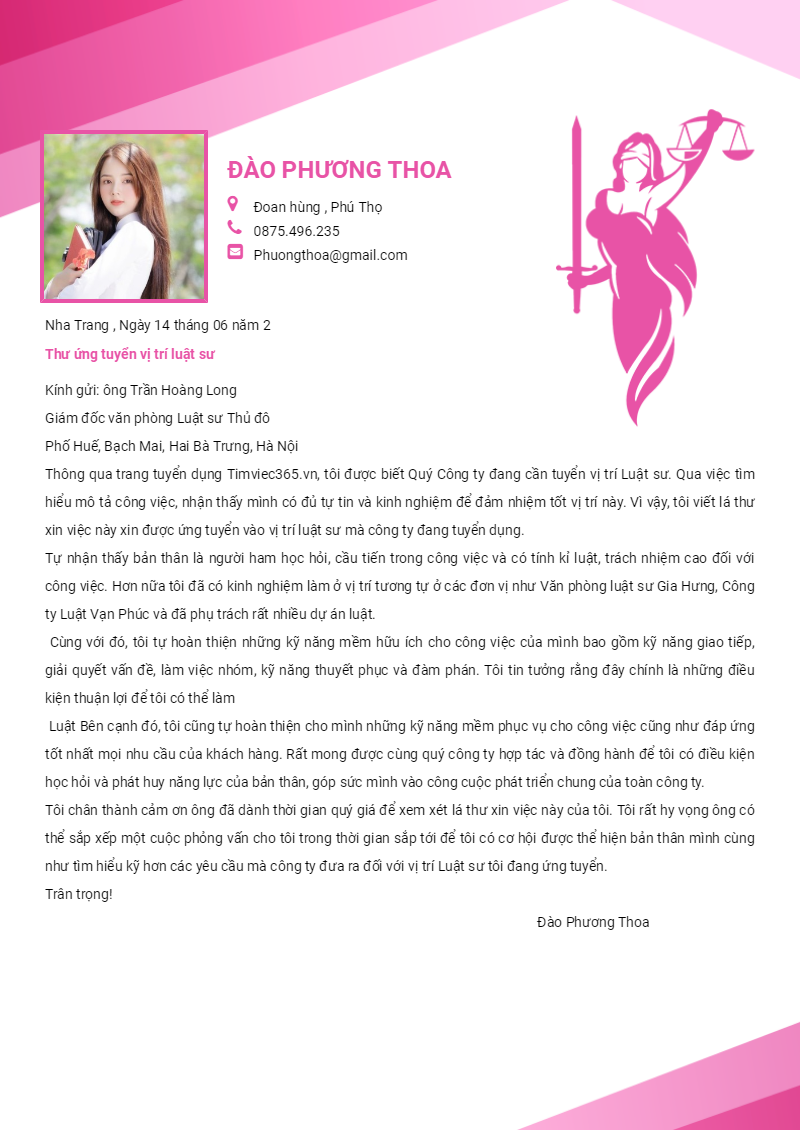 ĐÀO PHƯƠNG THOA
Đoan hùng , Phú Thọ
0875.496.235
Phuongthoa@gmail.com
Nha Trang , Ngày 14 tháng 06 năm 2
Thư ứng tuyển vị trí luật sư
Kính gửi: ông Trần Hoàng Long
Giám đốc văn phòng Luật sư Thủ đô
Phố Huế, Bạch Mai, Hai Bà Trưng, Hà Nội
Thông qua trang tuyển dụng Timviec365.vn, tôi được biết Quý Công ty đang cần tuyển vị trí Luật sư. Qua việc tìm
hiểu mô tả công việc, nhận thấy mình có đủ tự tin và kinh nghiệm để đảm nhiệm tốt vị trí này. Vì vậy, tôi viết lá thư
xin việc này xin được ứng tuyển vào vị trí luật sư mà công ty đang tuyển dụng.
Tự nhận thấy bản thân là người ham học hỏi, cầu tiến trong công việc và có tính kỉ luật, trách nhiệm cao đối với
công việc. Hơn nữa tôi đã có kinh nghiệm làm ở vị trí tương tự ở các đơn vị như Văn phòng luật sư Gia Hưng, Công
ty Luật Vạn Phúc và đã phụ trách rất nhiều dự án luật.
Cùng với đó, tôi tự hoàn thiện những kỹ năng mềm hữu ích cho công việc của mình bao gồm kỹ năng giao tiếp,
giải quyết vấn đề, làm việc nhóm, kỹ năng thuyết phục và đàm phán. Tôi tin tưởng rằng đây chính là những điều
kiện thuận lợi để tôi có thể làm
Luật Bên cạnh đó, tôi cũng tự hoàn thiện cho mình những kỹ năng mềm phục vụ cho công việc cũng như đáp ứng
tốt nhất mọi nhu cầu của khách hàng. Rất mong được cùng quý công ty hợp tác và đồng hành để tôi có điều kiện
học hỏi và phát huy năng lực của bản thân, góp sức mình vào công cuộc phát triển chung của toàn công ty.
Tôi chân thành cảm ơn ông đã dành thời gian quý giá để xem xét lá thư xin việc này của tôi. Tôi rất hy vọng ông có
thể sắp xếp một cuộc phỏng vấn cho tôi trong thời gian sắp tới để tôi có cơ hội được thể hiện bản thân mình cùng
như tìm hiểu kỹ hơn các yêu cầu mà công ty đưa ra đối với vị trí Luật sư tôi đang ứng tuyển.
Trân trọng!
Đào Phương Thoa